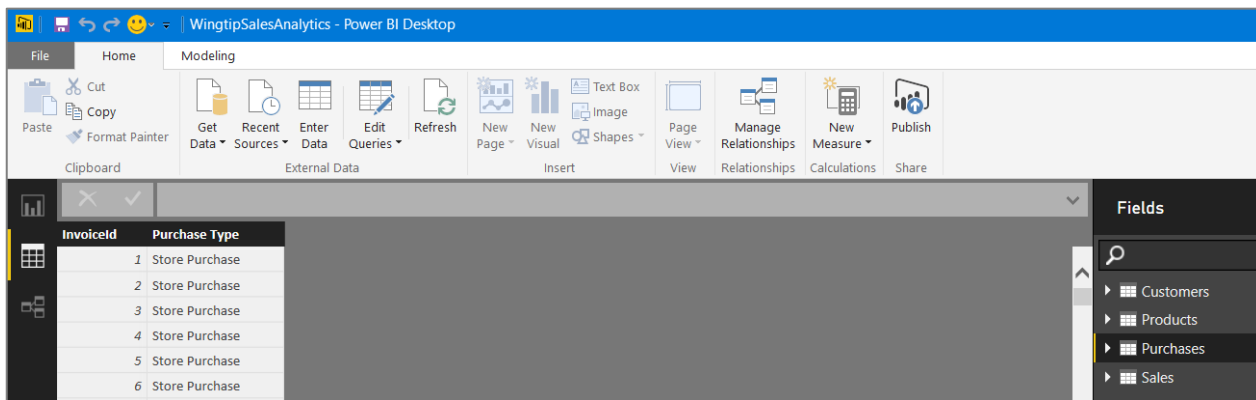 WingtipSalesAnalytics - Power BI Desktop
File Home Modeling
Cut
Copy
Format Painter
Paste
Get Data
Recent Sources
Enter Data
Edit Queries
Refresh
New Page
New Visual
Text Box
Image
Shapes
Page View
Manage Relationships
New Measure
Publish
Clipboard External Data Insert View Relationships Calculations Share
Fields
InvoiceId Purchase Type
1 Store Purchase
2 Store Purchase
3 Store Purchase
4 Store Purchase
5 Store Purchase
6 Store Purchase
Customers
Products
Purchases
Sales